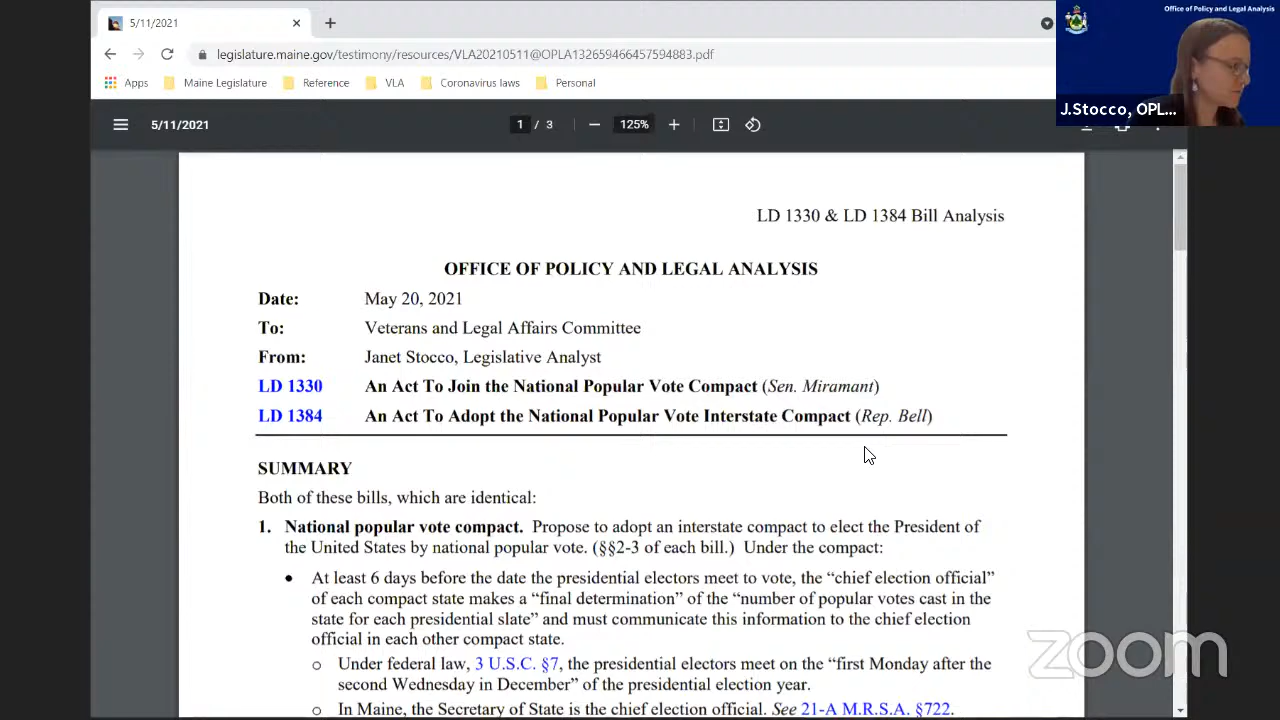 5/11/2021
Office of Policy and Legal Analysis
legislature.maine.gov/testimony/resources/VLA20210511@OPLA132659466457594883.pdf
Apps Maine Legislature Reference VLA Coronavirus laws Personal
J.Stocco, OPL...
5/11/2021 1 / 3 125%
LD 1330 & LD 1384 Bill Analysis
OFFICE OF POLICY AND LEGAL ANALYSIS
Date: May 20, 2021
To: Veterans and Legal Affairs Committee
From: Janet Stocco, Legislative Analyst
LD 1330 An Act To Join the National Popular Vote Compact (Sen. Miramant)
LD 1384 An Act To Adopt the National Popular Vote Interstate Compact (Rep. Bell)
SUMMARY
Both of these bills, which are identical:
1. National popular vote compact. Propose to adopt an interstate compact to elect the President of
the United States by national popular vote. (§§2-3 of each bill.) Under the compact:
• At least 6 days before the date the presidential electors meet to vote, the “chief election official”
of each compact state makes a “final determination” of the “number of popular votes cast in the
state for each presidential slate” and must communicate this information to the chief election
official in each other compact state.
o Under federal law, 3 U.S.C. §7, the presidential electors meet on the “first Monday after the
second Wednesday in December” of the presidential election year.
o In Maine, the Secretary of State is the chief election official. See 21-A M.R.S.A. §722.
zoom